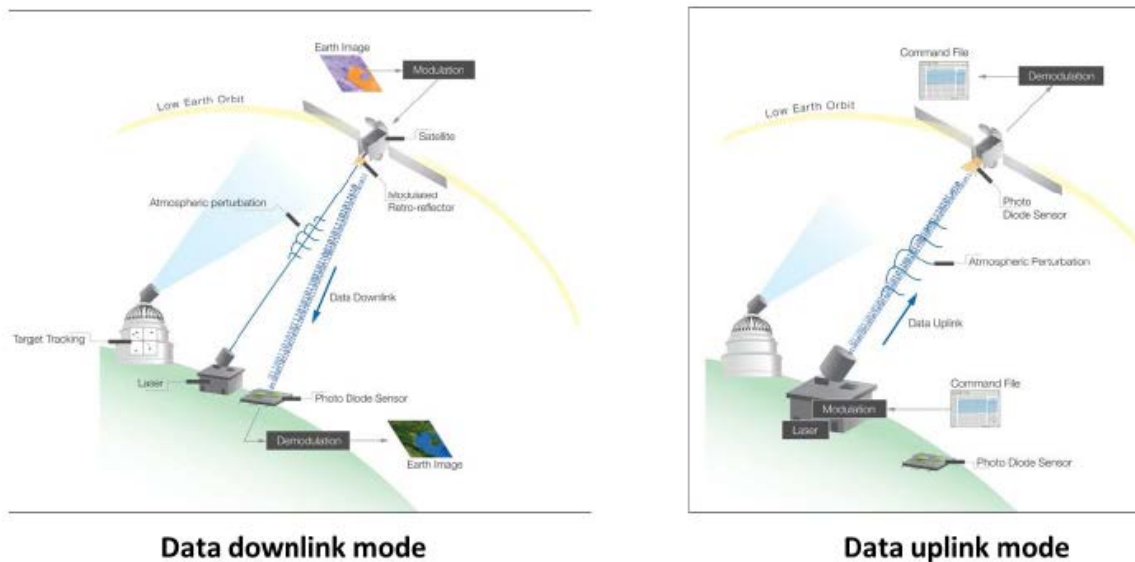 Earth Image
Modulation
Low Earth Orbit
Satellite
Modulated
Retro-reflector
Atmospheric perturbation
Data Downlink
Target Tracking
Laser
Photo Diode Sensor
Demodulation
Earth Image
Data downlink mode
Command File
Demodulation
Low Earth Orbit
Photo
Diode Sensor
Atmospheric Perturbation
Data Uplink
Command File
Modulation
Laser
Photo Diode Sensor
Data uplink mode